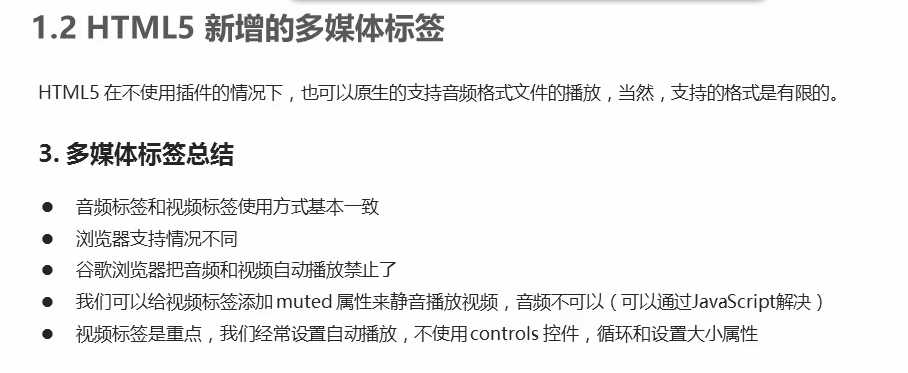 1.2 HTML5 新增的多媒体标签
HTML5 在不使用插件的情况下，也可以原生的支持音频格式文件的播放，当然，支持的格式是有限的。
3. 多媒体标签总结
● 音频标签和视频标签使用方式基本一致
● 浏览器支持情况不同
● 谷歌浏览器把音频和视频自动播放禁止了
● 我们可以给视频标签添加 muted 属性来静音播放视频，音频不可以（可以通过JavaScript解决）
● 视频标签是重点，我们经常设置自动播放，不使用 controls 控件，循环和设置大小属性